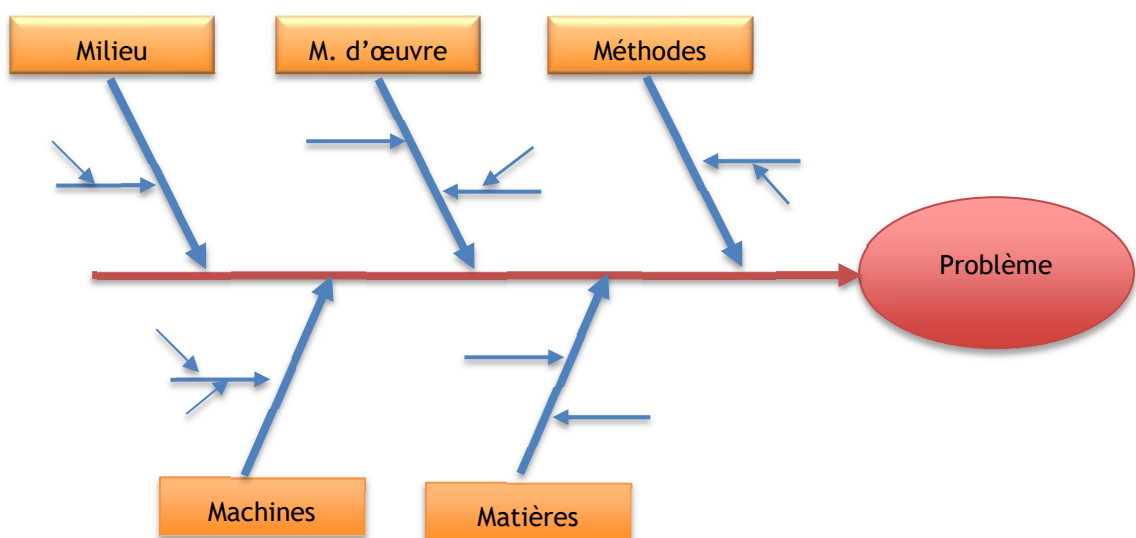 Milieu
M. d'œuvre
Méthodes
Problème
Machines
Matières